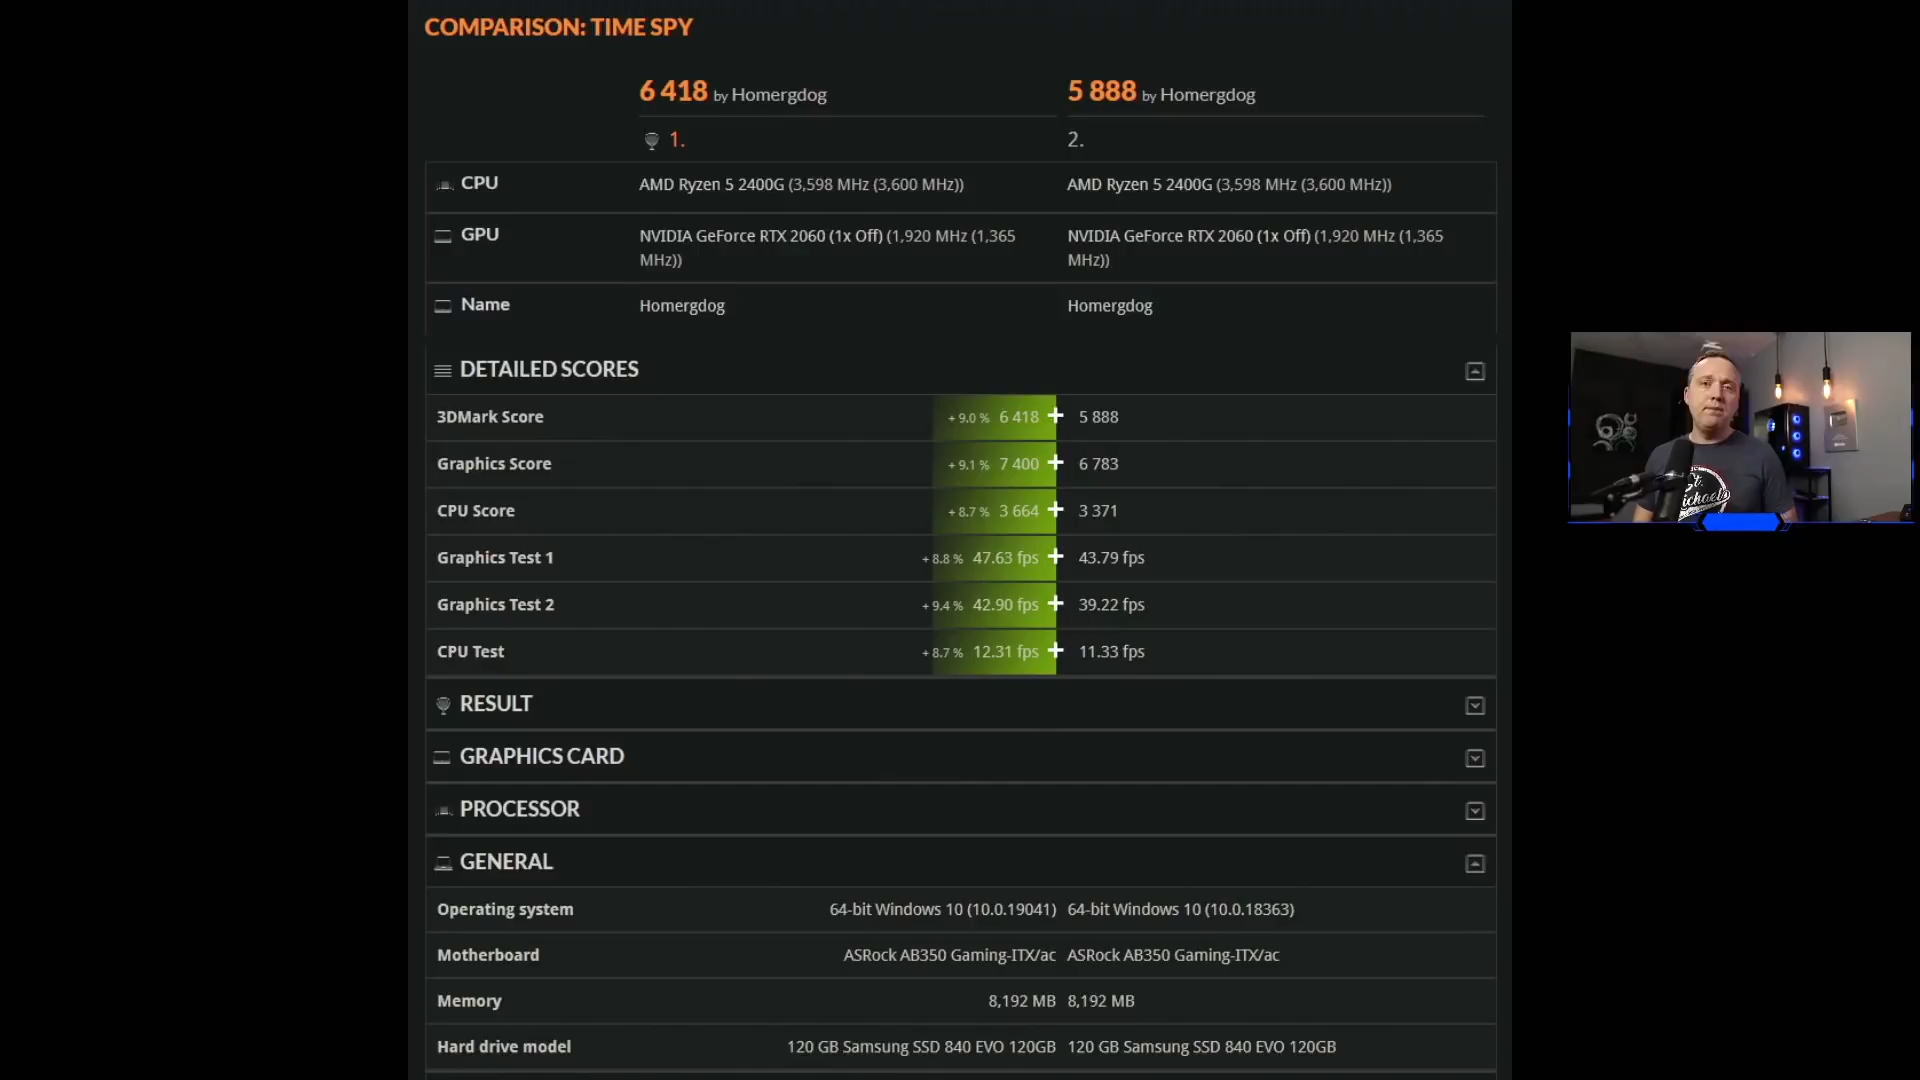 COMPARISON: TIME SPY
6 418 by Homergdog 5 888 by Homergdog
1. 2.
CPU AMD Ryzen 5 2400G (3,598 MHz (3,600 MHz)) AMD Ryzen 5 2400G (3,598 MHz (3,600 MHz))
GPU NVIDIA GeForce RTX 2060 (1x Off) (1,920 MHz (1,365 NVIDIA GeForce RTX 2060 (1x Off) (1,920 MHz (1,365
MHz)) MHz))
Name Homergdog Homergdog
DETAILED SCORES
3DMark Score + 9.0 % 6 418 + 5 888
Graphics Score + 9.1 % 7 400 + 6 783
CPU Score + 8.7 % 3 664 + 3 371
Graphics Test 1 + 8.8 % 47.63 fps + 43.79 fps
Graphics Test 2 + 9.4 % 42.90 fps + 39.22 fps
CPU Test + 8.7 % 12.31 fps + 11.33 fps
RESULT
GRAPHICS CARD
PROCESSOR
GENERAL
Operating system 64-bit Windows 10 (10.0.19041) 64-bit Windows 10 (10.0.18363)
Motherboard ASRock AB350 Gaming-ITX/ac ASRock AB350 Gaming-ITX/ac
Memory 8,192 MB 8,192 MB
Hard drive model 120 GB Samsung SSD 840 EVO 120GB 120 GB Samsung SSD 840 EVO 120GB